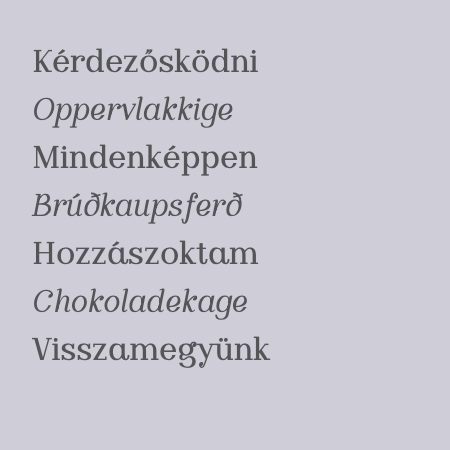 Kérdezősködni
Oppervlakkige
Mindenképpen
Brúðkaupsferð
Hozzászoktam
Chokoladekage
Visszamegyünk